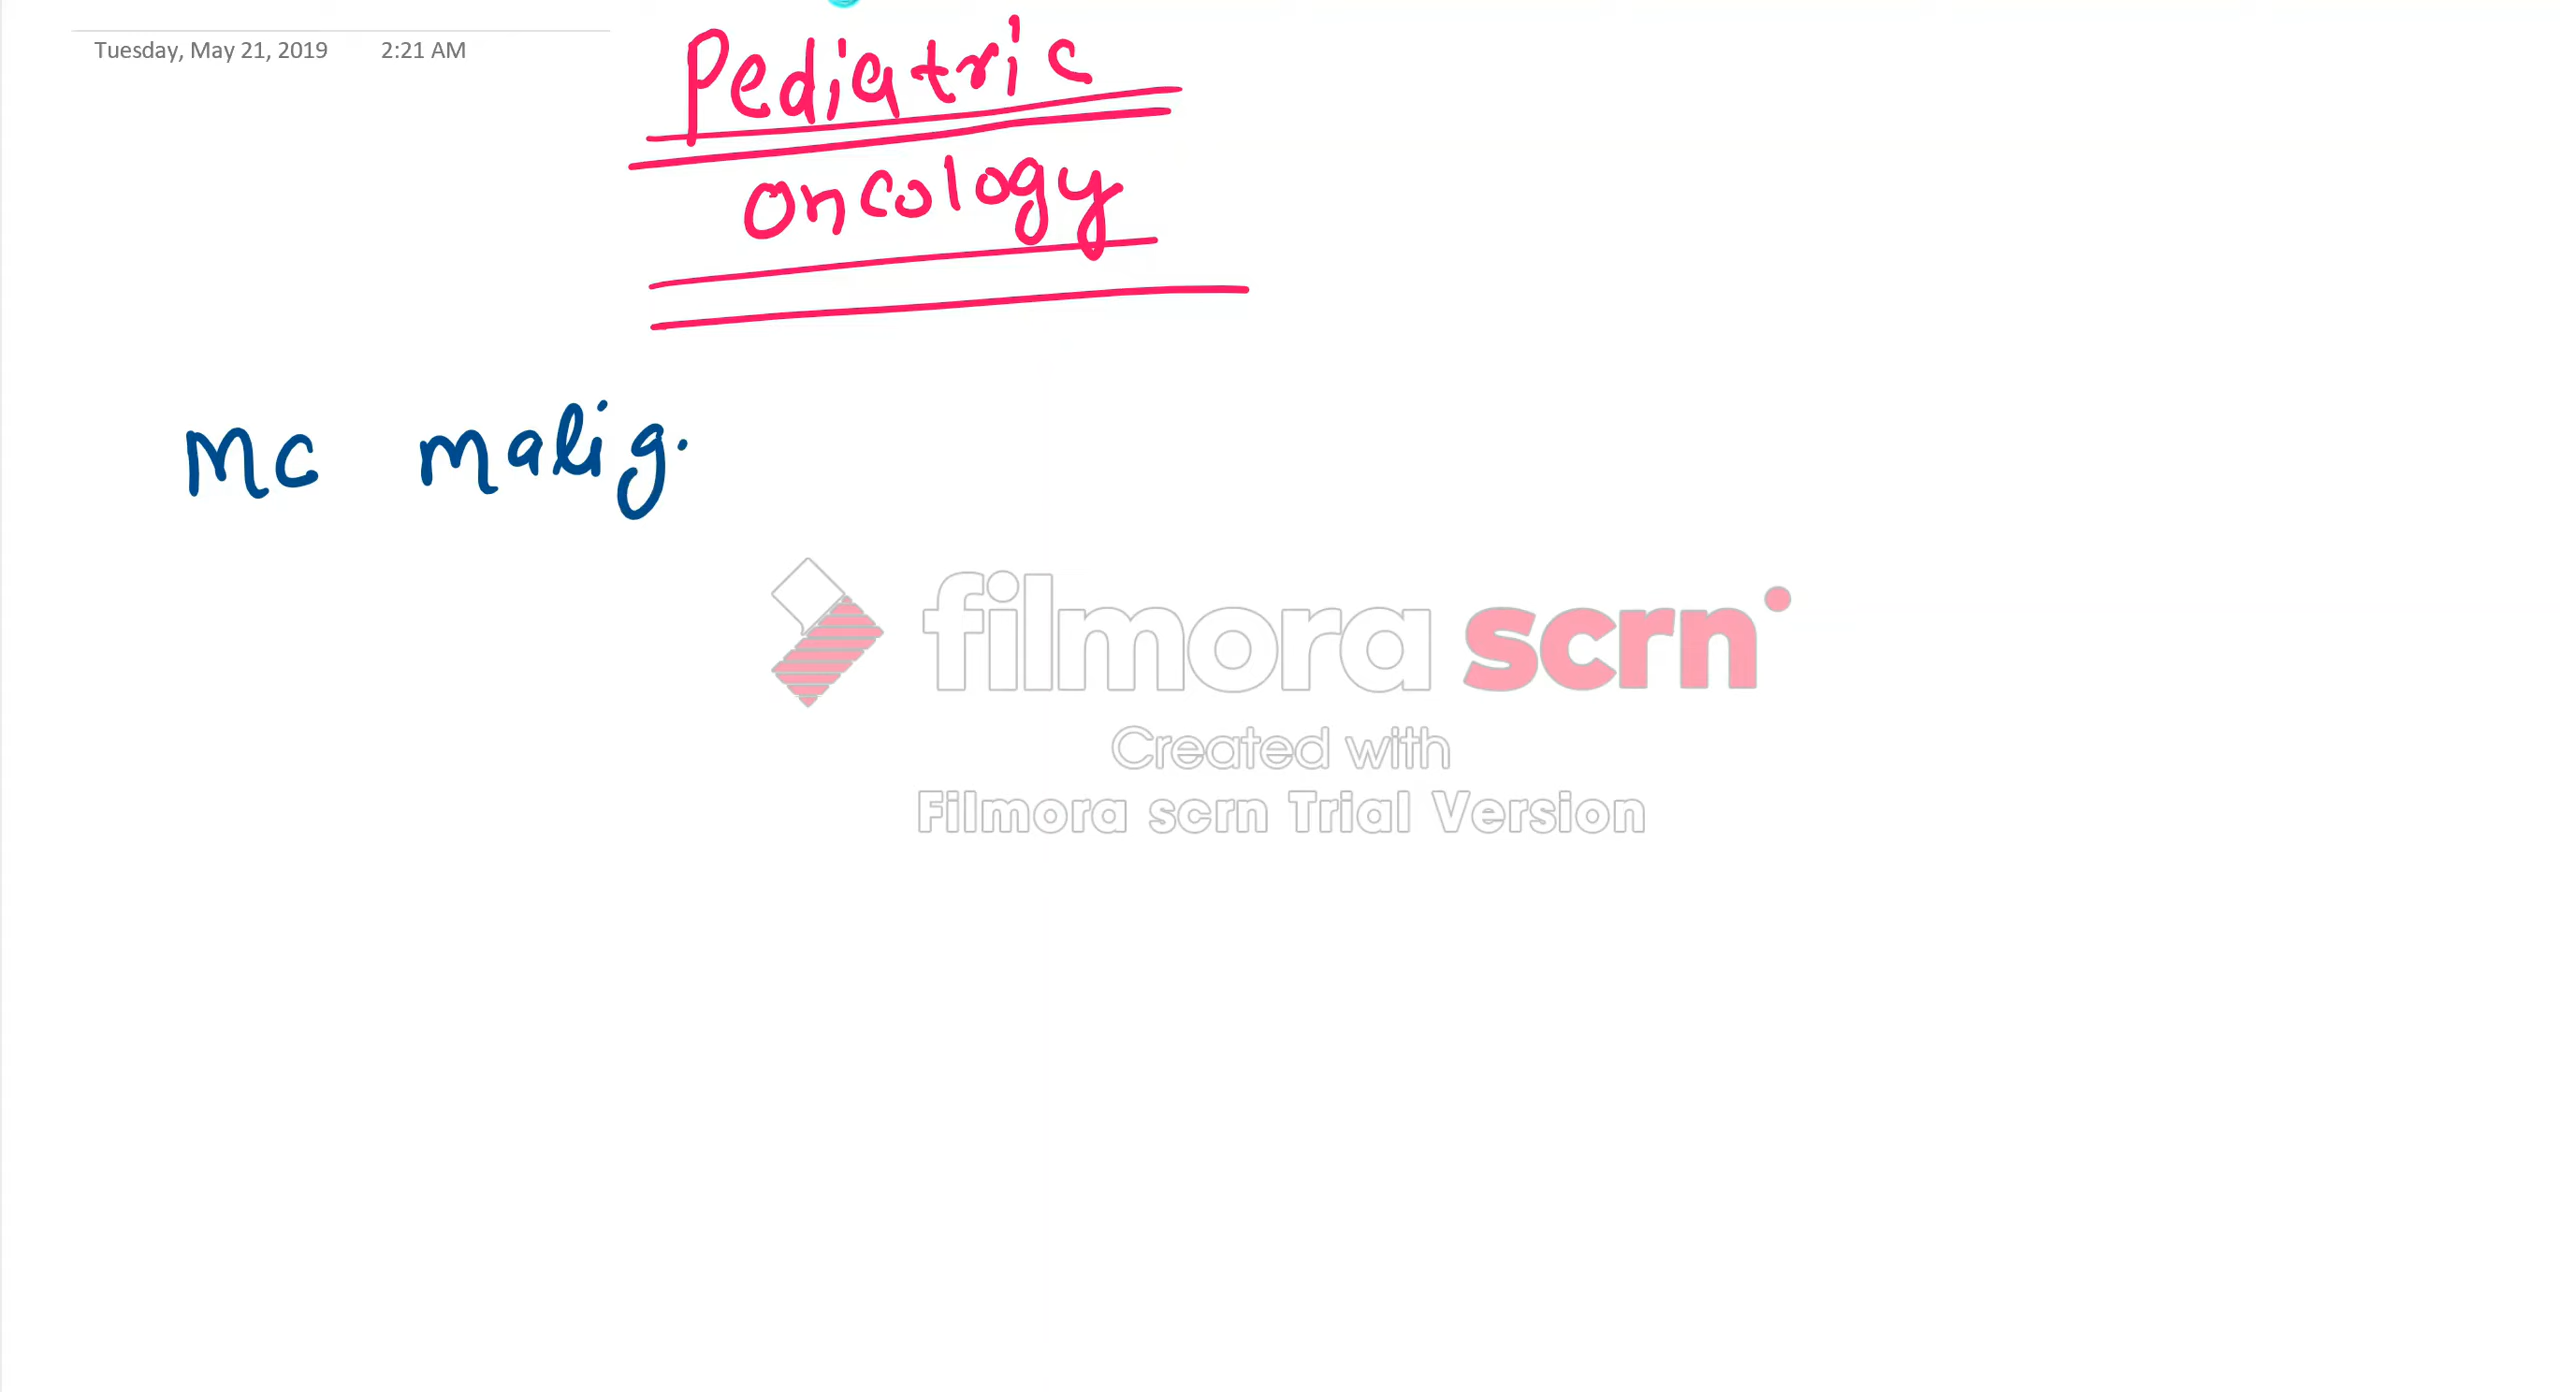 Tuesday, May 21, 2019 2:21 AM
Pediatric
oncology
Mc malig.
filmora scrn
Created with
Filmora scrn Trial Version